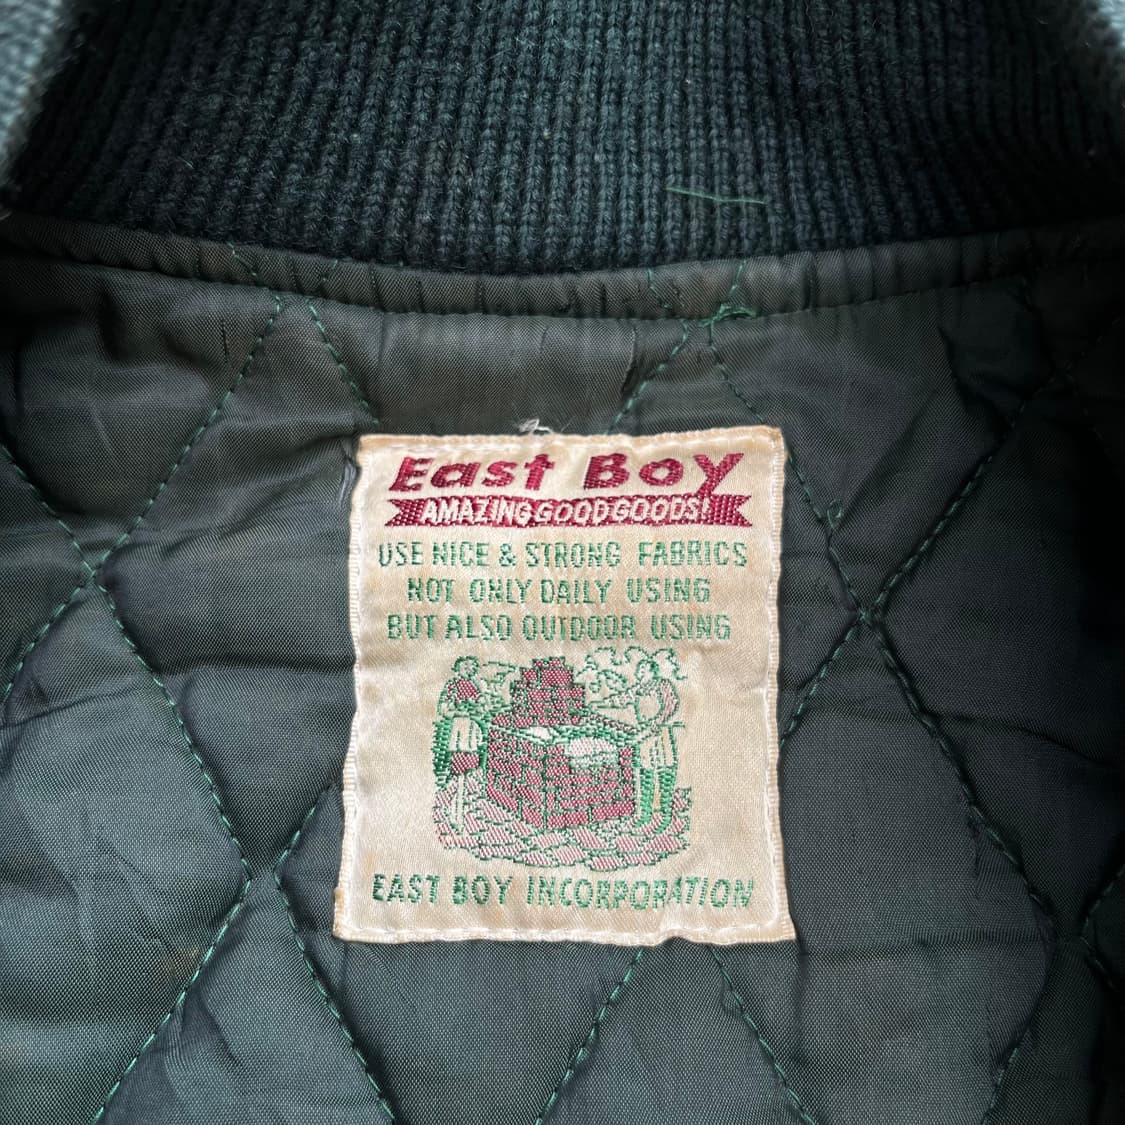 East Boy
AMAZING GOOD GOODS!
USE NICE & STRONG FABRICS
NOT ONLY DAILY USING
BUT ALSO OUTDOOR USING
EAST BOY INCORPORATION